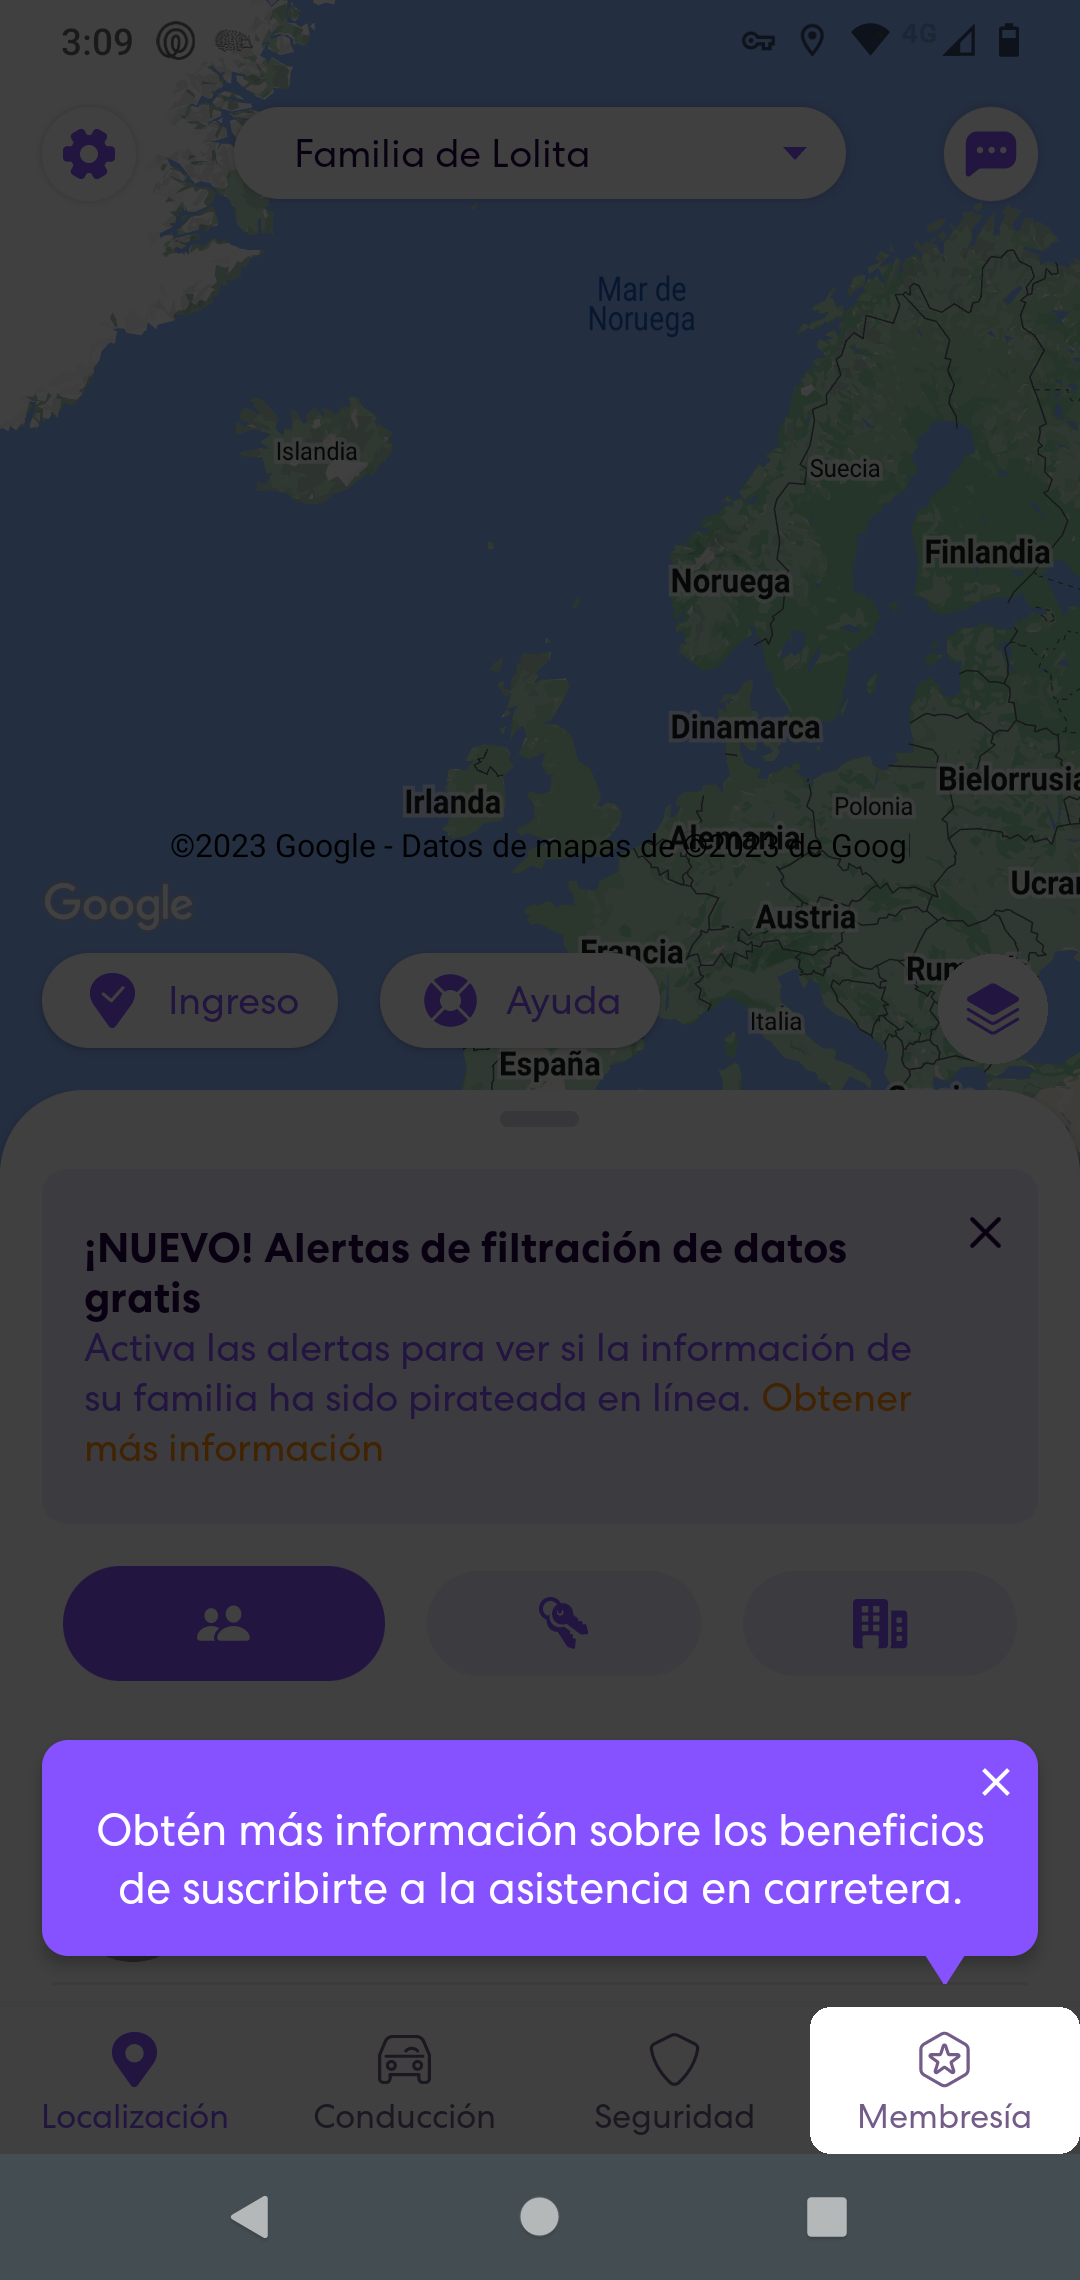 3:09
4G
Familia de Lolita
Mar de
Noruega
Islandia
Suecia
Finlandia
Noruega
Dinamarca
Bielorrusia
Irlanda
Polonia
Alemania
©2023 Google - Datos de mapas de ©2023 de Goog
Google
Ucran
Austria
Francia
Rum
Ingreso
Ayuda
Italia
España
¡NUEVO! Alertas de filtración de datos
gratis
Activa las alertas para ver si la información de
su familia ha sido pirateada en línea. Obtener
más información
Obtén más información sobre los beneficios
de suscribirte a la asistencia en carretera.
Localización
Conducción
Seguridad
Membresía